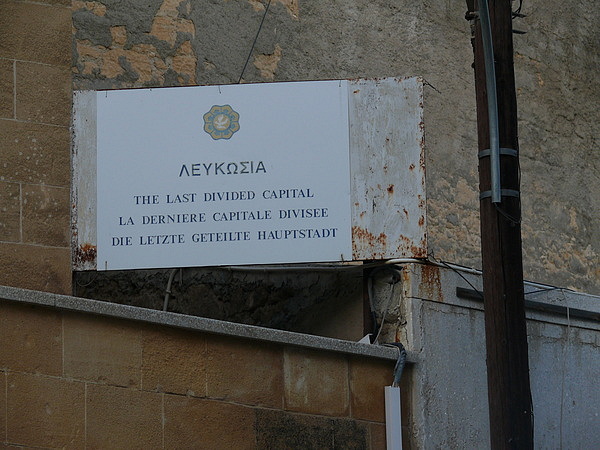 ΛΕΥΚΩΣΙΑ
THE LAST DIVIDED CAPITAL
LA DERNIERE CAPITALE DIVISEE
DIE LETZTE GETEILTE HAUPTSTADT